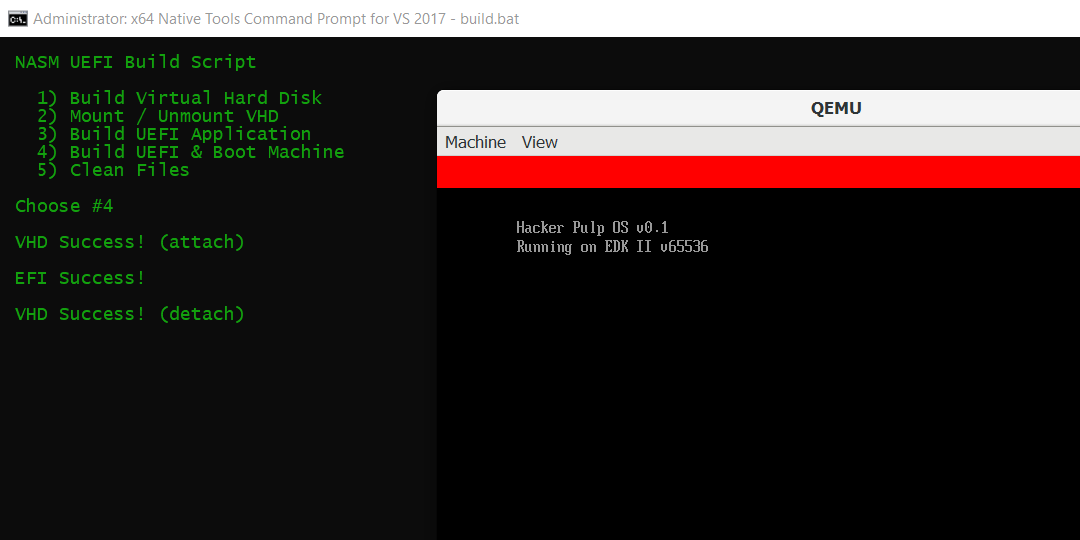 Administrator: x64 Native Tools Command Prompt for VS 2017 - build.bat
NASM UEFI Build Script
1) Build Virtual Hard Disk
2) Mount / Unmount VHD
3) Build UEFI Application
4) Build UEFI & Boot Machine
5) Clean Files
Choose #4
VHD Success! (attach)
EFI Success!
VHD Success! (detach)
QEMU
Machine View
Hacker Pulp OS v0.1
Running on EDK II v65536